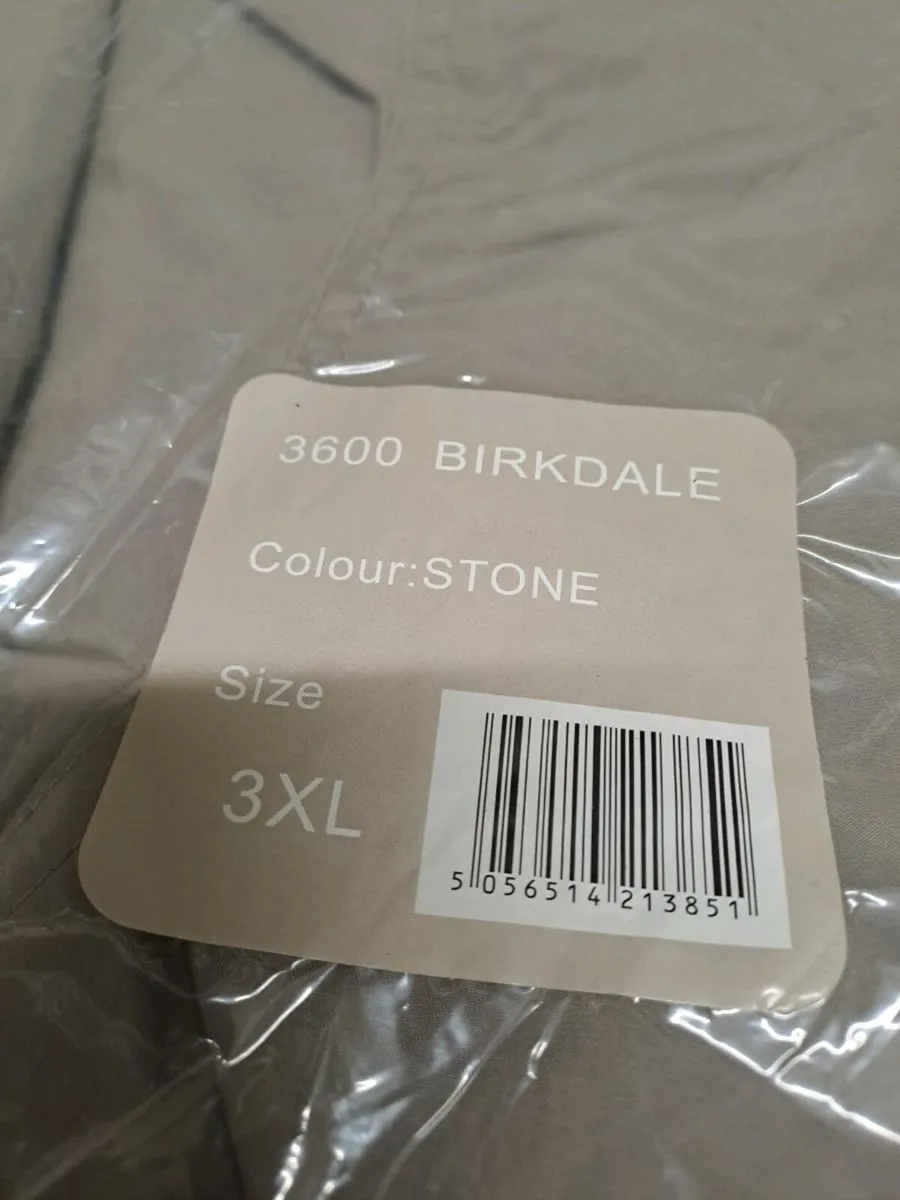 3600 BIRKDALE
Colour:STONE
Size
3XL
5 056514 213851